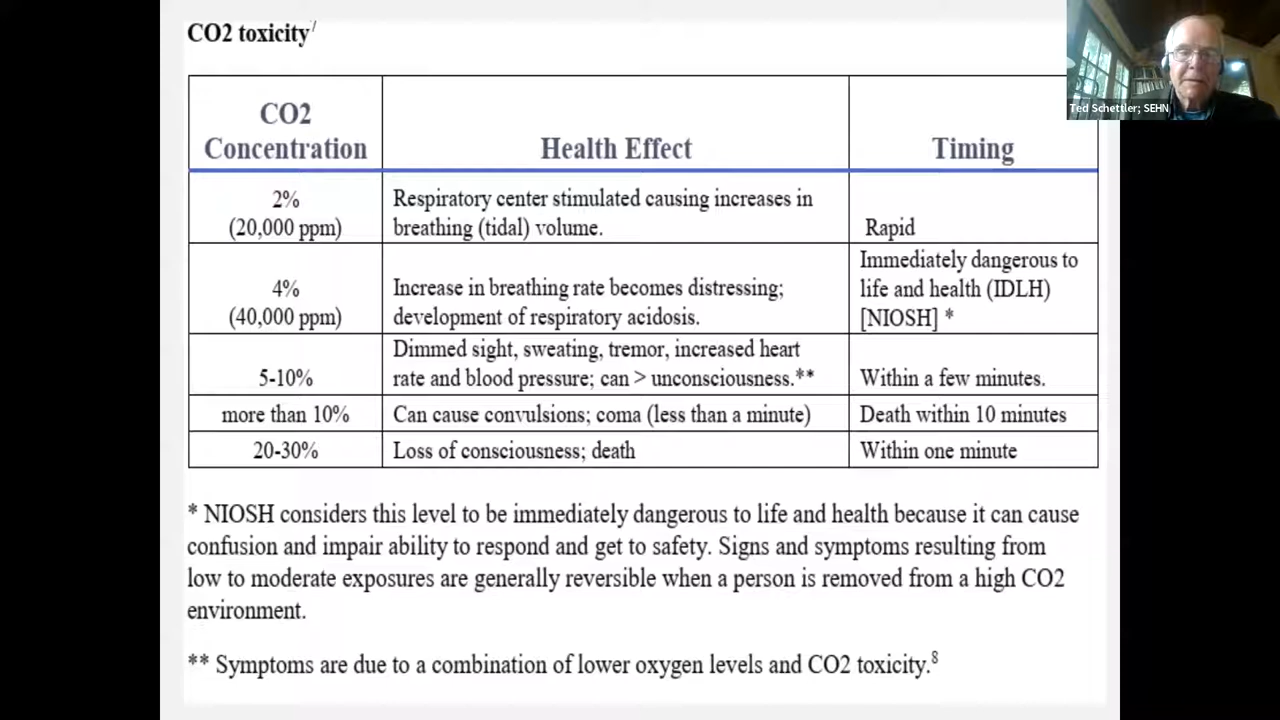 CO2 toxicity7
Ted Schettler; SEHN
CO2
Concentration
Health Effect
Timing
2%
(20,000 ppm)
Respiratory center stimulated causing increases in
breathing (tidal) volume.
Rapid
4%
(40,000 ppm)
Increase in breathing rate becomes distressing;
development of respiratory acidosis.
Immediately dangerous to
life and health (IDLH)
[NIOSH] *
5-10%
Dimmed sight, sweating, tremor, increased heart
rate and blood pressure; can > unconsciousness.**
Within a few minutes.
more than 10%
Can cause convulsions; coma (less than a minute)
Death within 10 minutes
20-30%
Loss of consciousness; death
Within one minute
* NIOSH considers this level to be immediately dangerous to life and health because it can cause
confusion and impair ability to respond and get to safety. Signs and symptoms resulting from
low to moderate exposures are generally reversible when a person is removed from a high CO2
environment.
** Symptoms are due to a combination of lower oxygen levels and CO2 toxicity.8